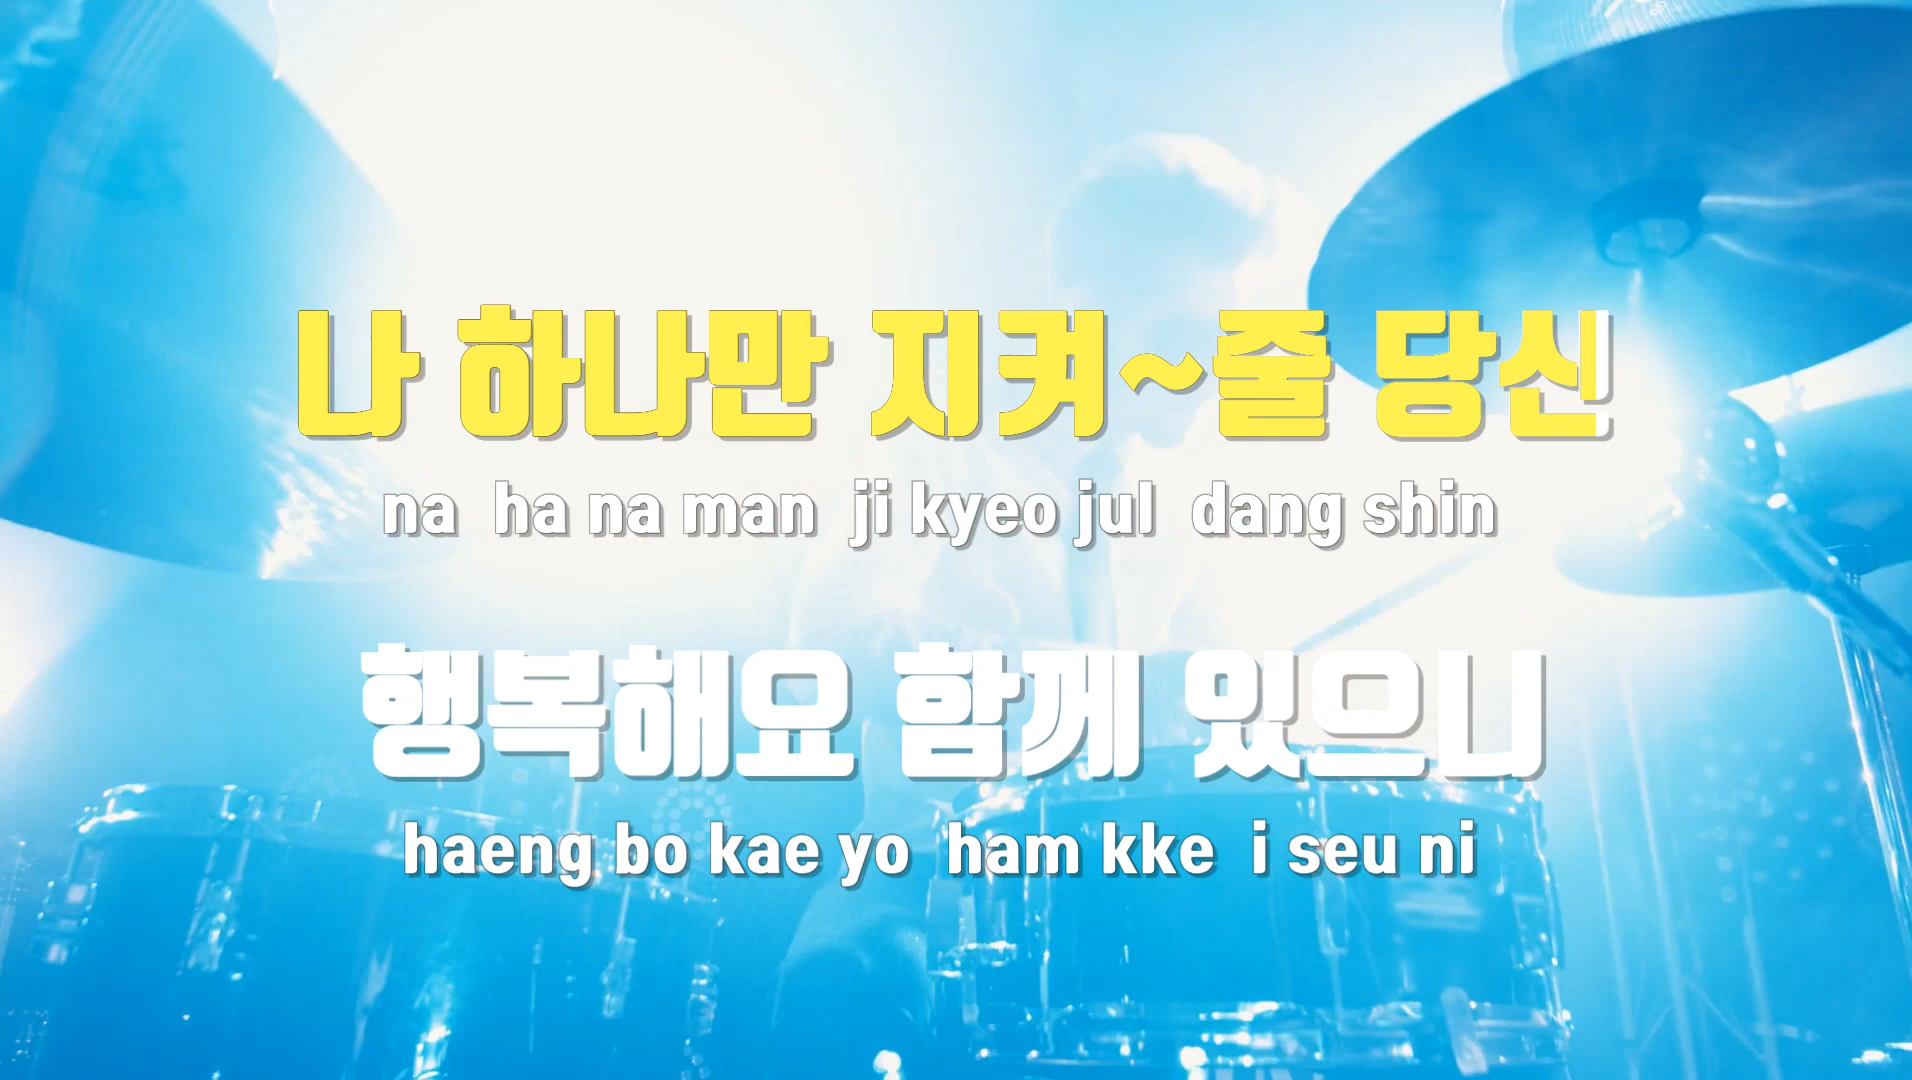 나 하나만 지켜~줄 당신
na ha na man ji kyeo jul dang shin
행복해요 함께 있으니
haeng bo kae yo ham kke i seu ni